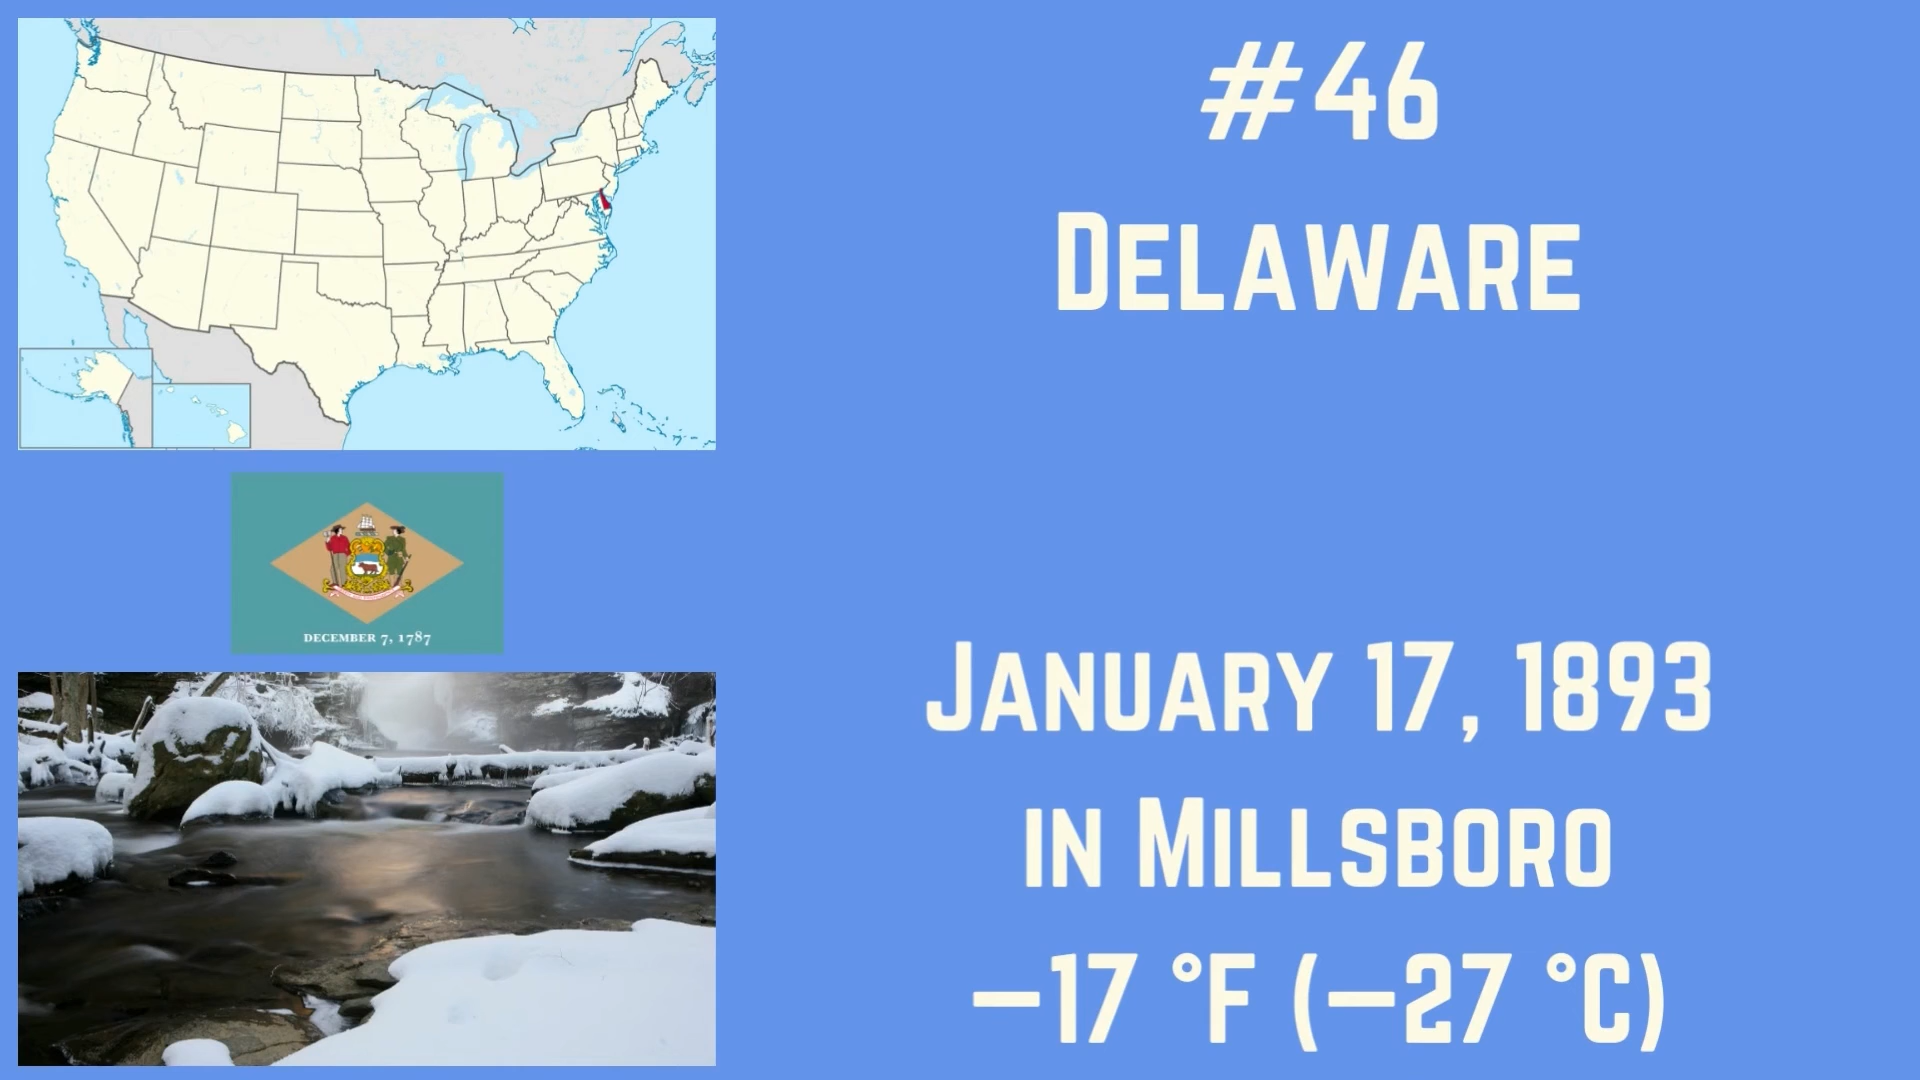 #46
Delaware
DECEMBER 7, 1787
January 17, 1893
in Millsboro
–17 °F (–27 °C)